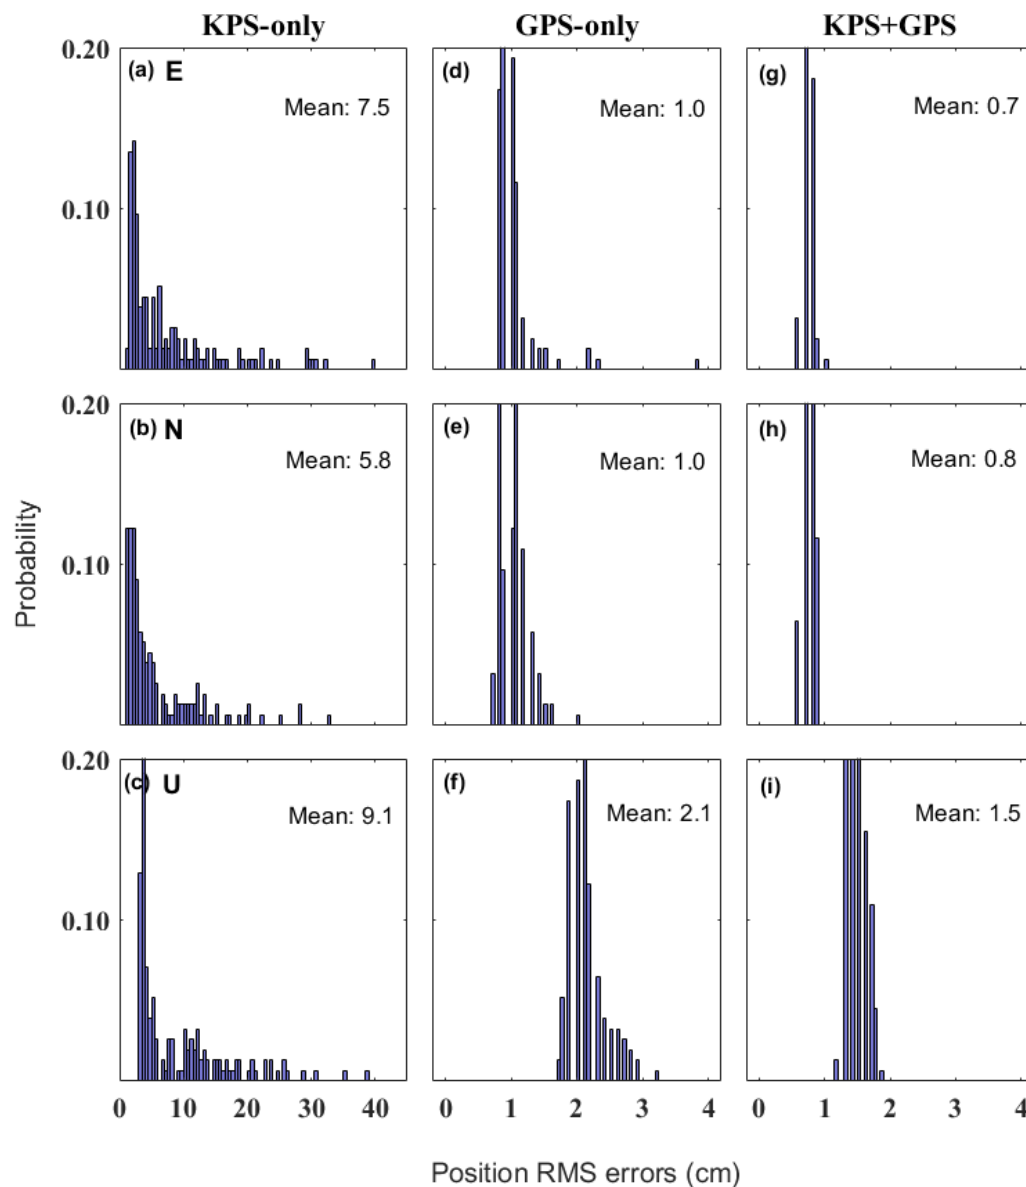 KPS-only GPS-only KPS+GPS
0.20 (a) E (d) (g)
Mean: 7.5 Mean: 1.0 Mean: 0.7
0.10
(b) N (e) (h)
Mean: 5.8 Mean: 1.0 Mean: 0.8
0.20
0.10
Probability
0.20 (c) U (f) (i)
Mean: 9.1 Mean: 2.1 Mean: 1.5
0.10
0 10 20 30 40 0 1 2 3 4 0 1 2 3 4
Position RMS errors (cm)